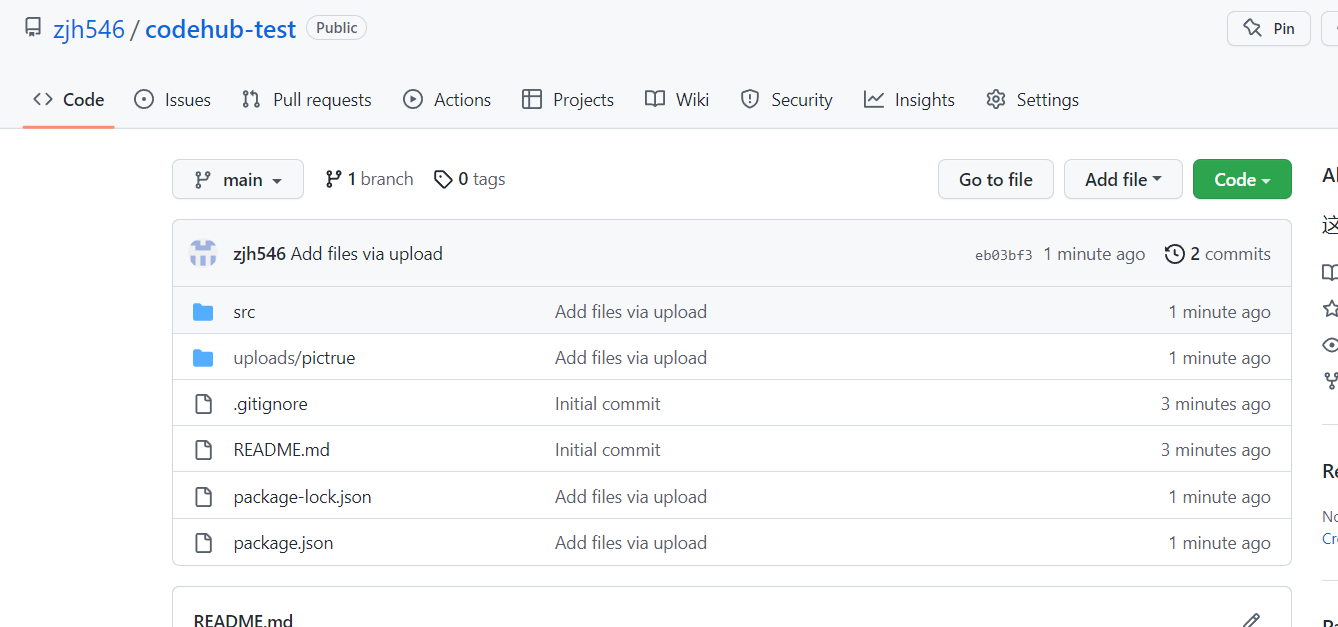 zjh546 / codehub-test Public Pin
Code Issues Pull requests Actions Projects Wiki Security Insights Settings
main 1 branch 0 tags Go to file Add file Code
zjh546 Add files via upload eb03bf3 1 minute ago 2 commits
这
src Add files via upload 1 minute ago
uploads/pictrue Add files via upload 1 minute ago
.gitignore Initial commit 3 minutes ago
README.md Initial commit 3 minutes ago
package-lock.json Add files via upload 1 minute ago
package.json Add files via upload 1 minute ago
README.md